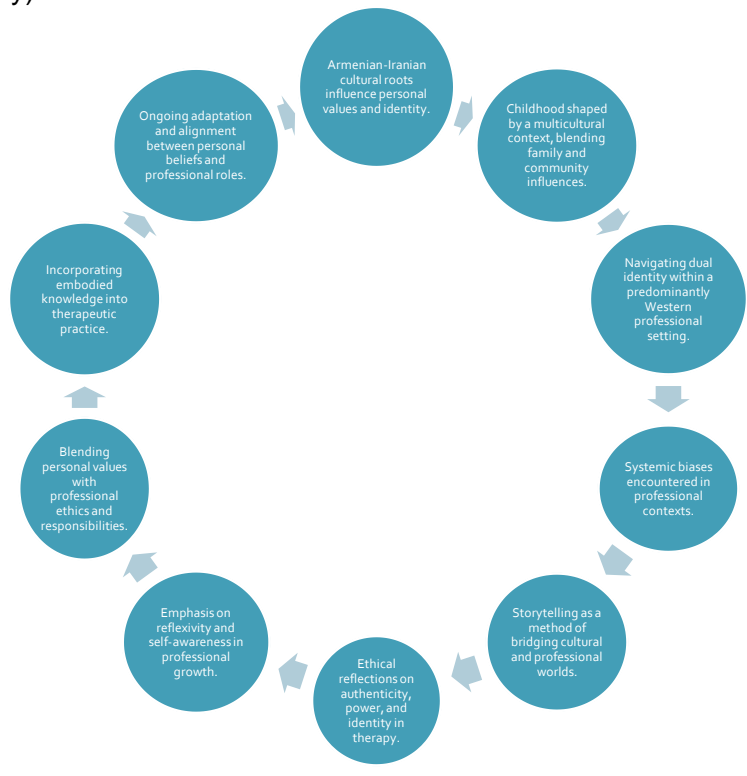 y)
Armenian-Iranian
cultural roots
influence personal
values and identity.
Childhood shaped
by a multicultural
context, blending
family and
community
influences.
Navigating dual
identity within a
predominantly
Western
professional
setting.
Systemic biases
encountered in
professional
contexts.
Storytelling as a
method of
bridging cultural
and professional
worlds.
Ethical
reflections on
authenticity,
power, and
identity in
therapy.
Emphasis on
reflexivity and
self-awareness in
professional
growth.
Blending
personal values
with
professional
ethics and
responsibilities.
Incorporating
embodied
knowledge into
therapeutic
practice.
Ongoing adaptation
and alignment
between personal
beliefs and
professional roles.